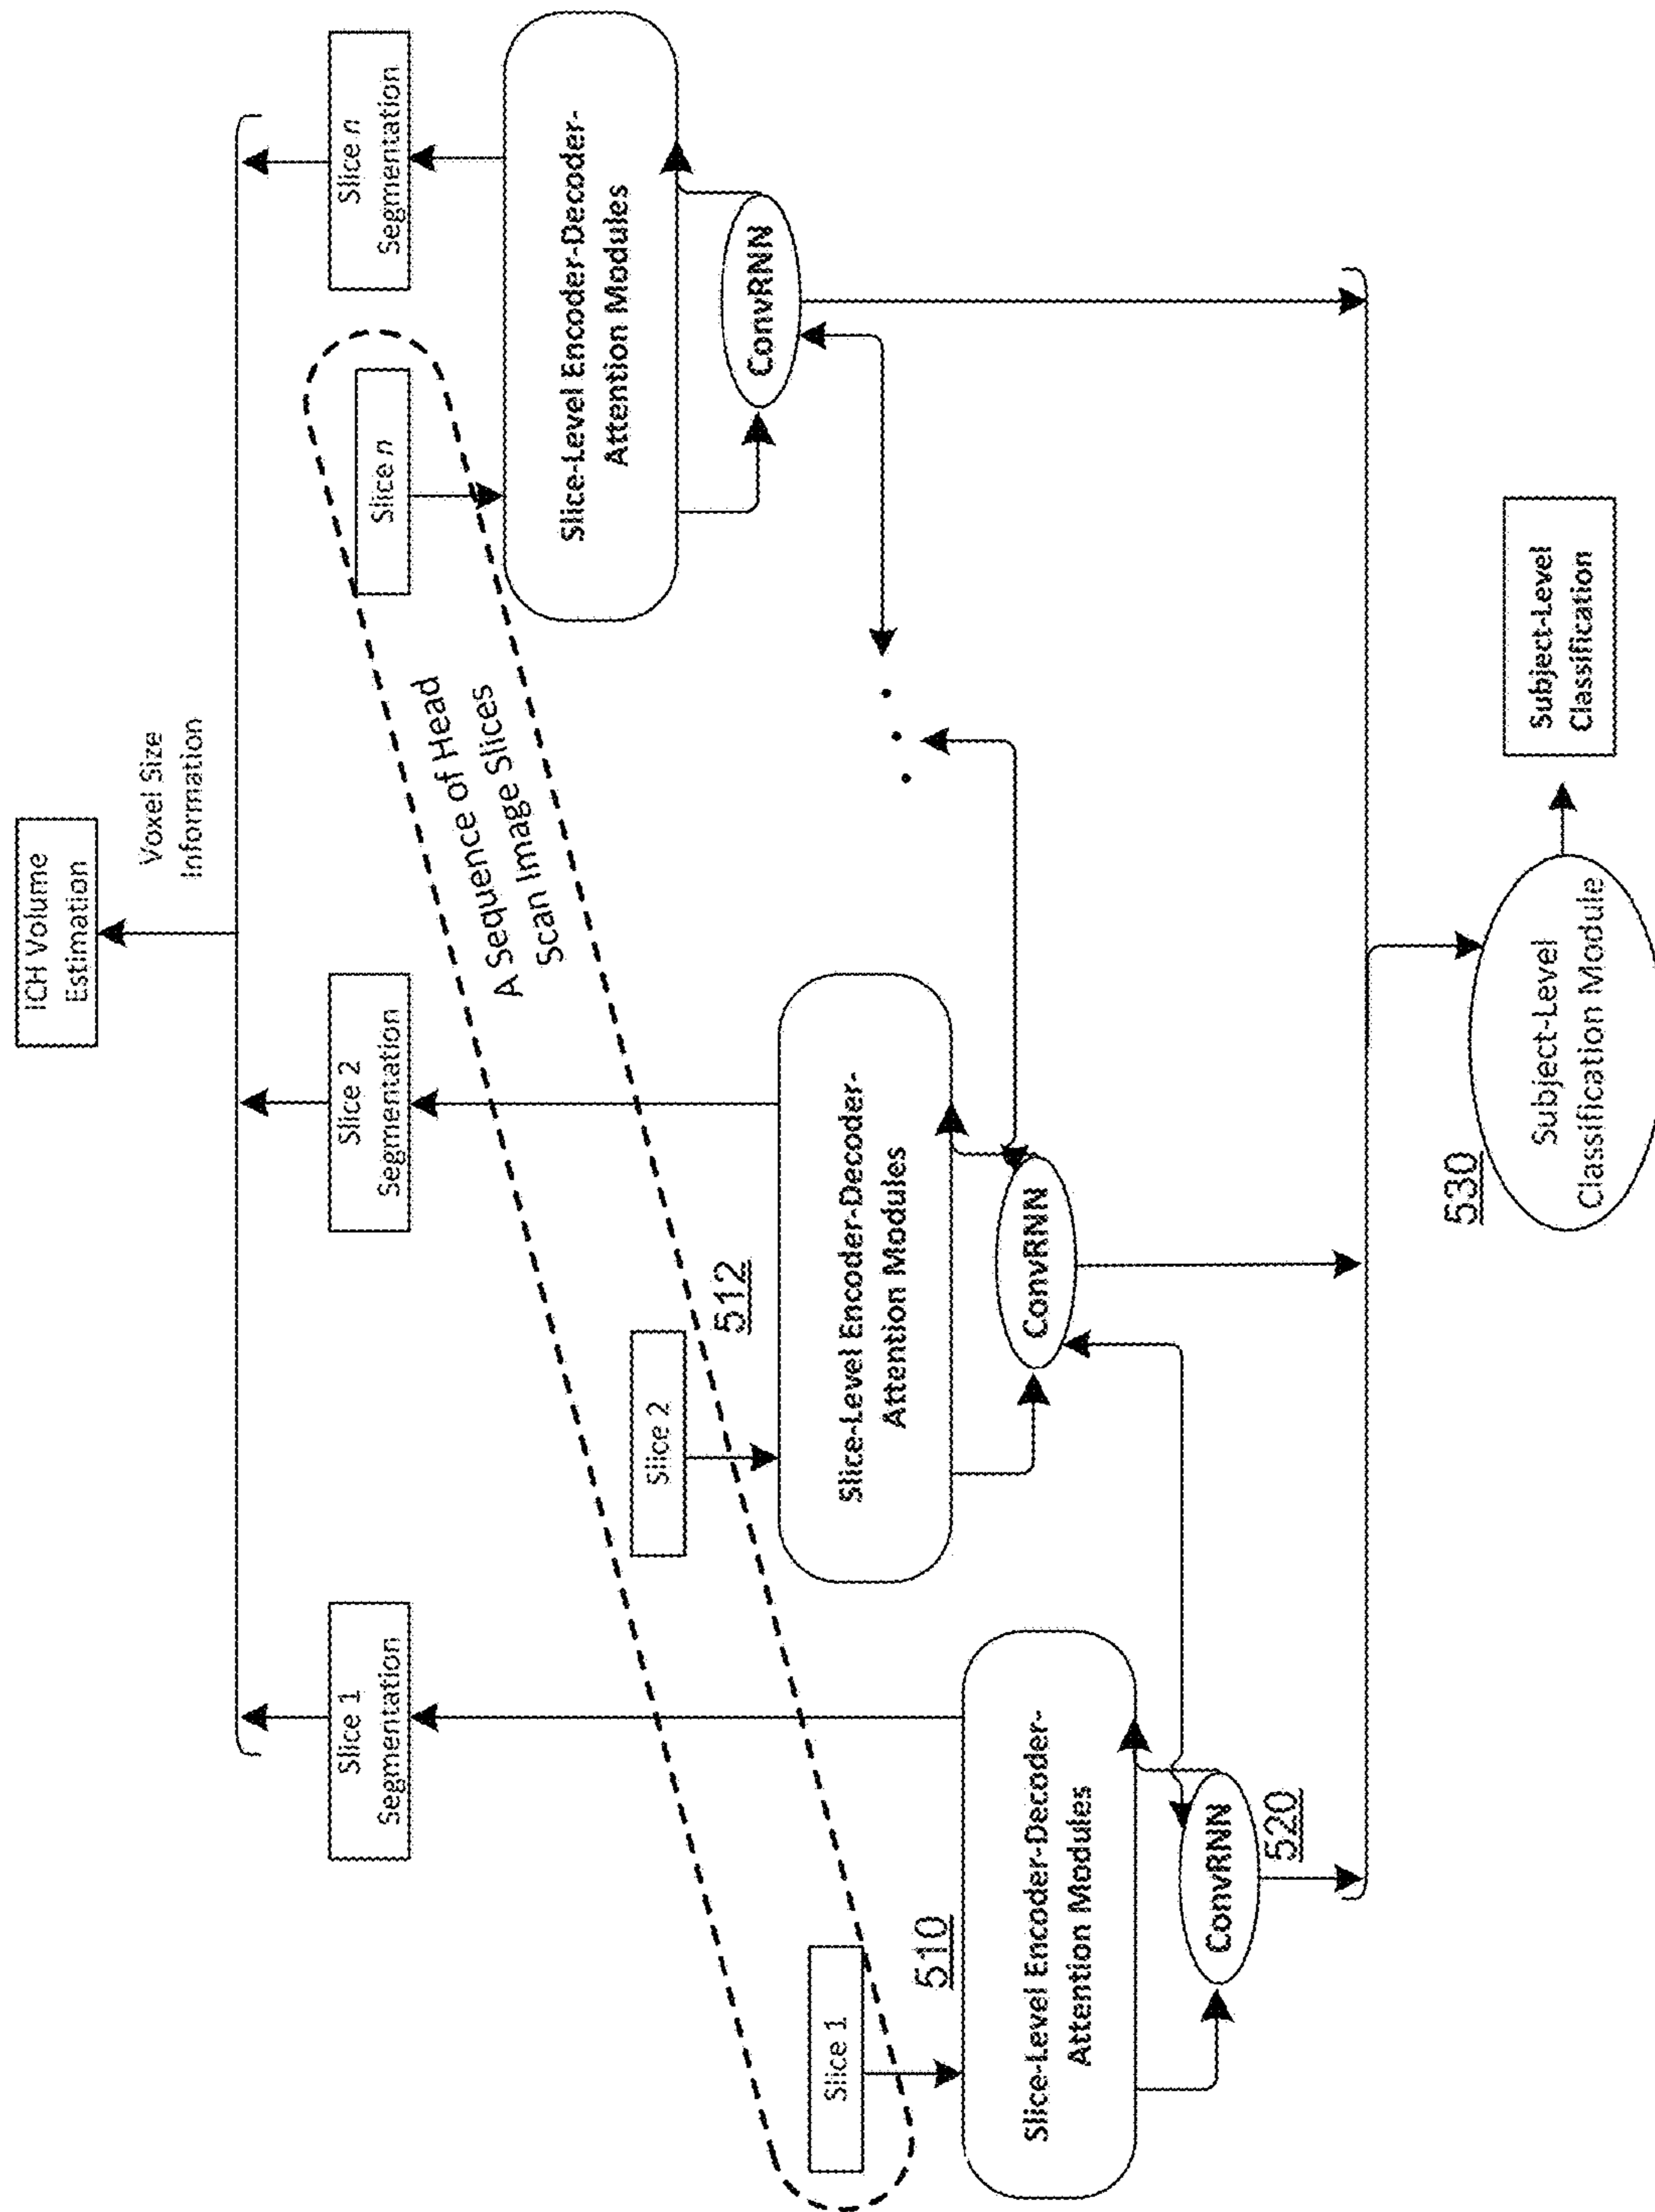 ICH Volume
Estimation
Voxel Size
Information
Slice 1
Segmentation
Slice 2
Segmentation
Slice n
Segmentation
A Sequence of Head
Scan Image Slices
Slice n
Slice-Level Encoder-Decoder-
Attention Modules
ConvRNN
Slice 2
512
Slice-Level Encoder-Decoder-
Attention Modules
ConvRNN
. . .
Slice 1
510
Slice-Level Encoder-Decoder-
Attention Modules
ConvRNN
520
530
Subject-Level
Classification Module
Subject-Level
Classification